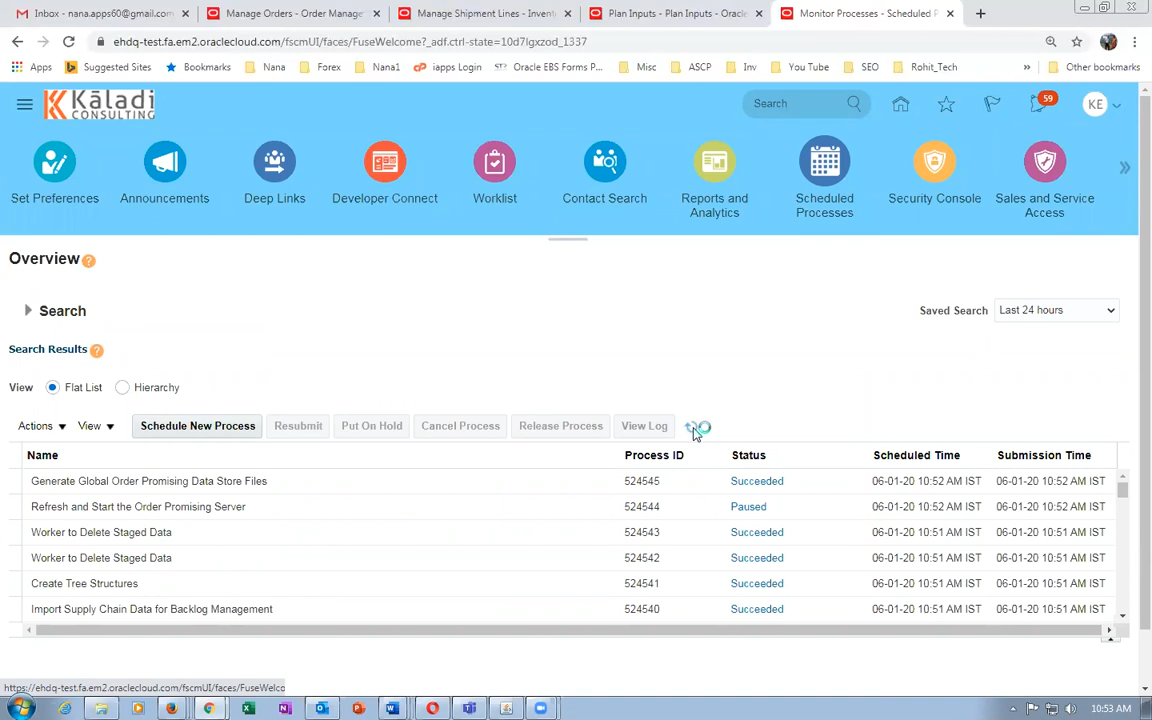 Inbox - nana.apps60@gmail.com
Manage Orders - Order Manage
Manage Shipment Lines - Invent
Plan Inputs - Plan Inputs - Oracle
Monitor Processes - Scheduled P
ehdq-test.fa.em2.oraclecloud.com/fscmUI/faces/FuseWelcome?_adf.ctrl-state=10d7lgxzod_1337
Apps Suggested Sites Bookmarks Nana Forex Nana1 iapps Login Oracle EBS Forms P... Misc ASCP Inv You Tube SEO Rohit_Tech » Other bookmarks
Kāladi
CONSULTING
Search
59
KE
Set Preferences
Announcements
Deep Links
Developer Connect
Worklist
Contact Search
Reports and
Analytics
Scheduled
Processes
Security Console
Sales and Service
Access
Overview
Search
Saved Search Last 24 hours
Search Results
View Flat List Hierarchy
Actions View Schedule New Process Resubmit Put On Hold Cancel Process Release Process View Log
Name Process ID Status Scheduled Time Submission Time
Generate Global Order Promising Data Store Files 524545 Succeeded 06-01-20 10:52 AM IST 06-01-20 10:52 AM IST
Refresh and Start the Order Promising Server 524544 Paused 06-01-20 10:52 AM IST 06-01-20 10:52 AM IST
Worker to Delete Staged Data 524543 Succeeded 06-01-20 10:51 AM IST 06-01-20 10:51 AM IST
Worker to Delete Staged Data 524542 Succeeded 06-01-20 10:51 AM IST 06-01-20 10:51 AM IST
Create Tree Structures 524541 Succeeded 06-01-20 10:51 AM IST 06-01-20 10:51 AM IST
Import Supply Chain Data for Backlog Management 524540 Succeeded 06-01-20 10:51 AM IST 06-01-20 10:51 AM IST
https://ehdq-test.fa.em2.oraclecloud.com/fscmUI/faces/FuseWelco
10:53 AM